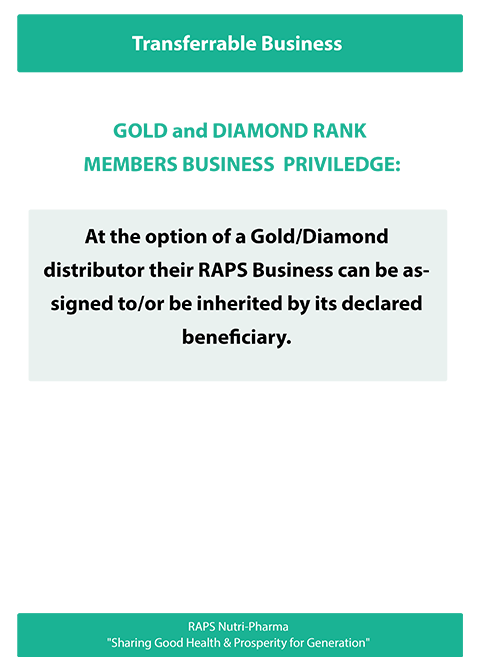 Transferrable Business
GOLD and DIAMOND RANK
MEMBERS BUSINESS  PRIVILEDGE:
At the option of a Gold/Diamond
distributor their RAPS Business can be as-
signed to/or be inherited by its declared
beneficiary.
RAPS Nutri-Pharma
"Sharing Good Health & Prosperity for Generation"